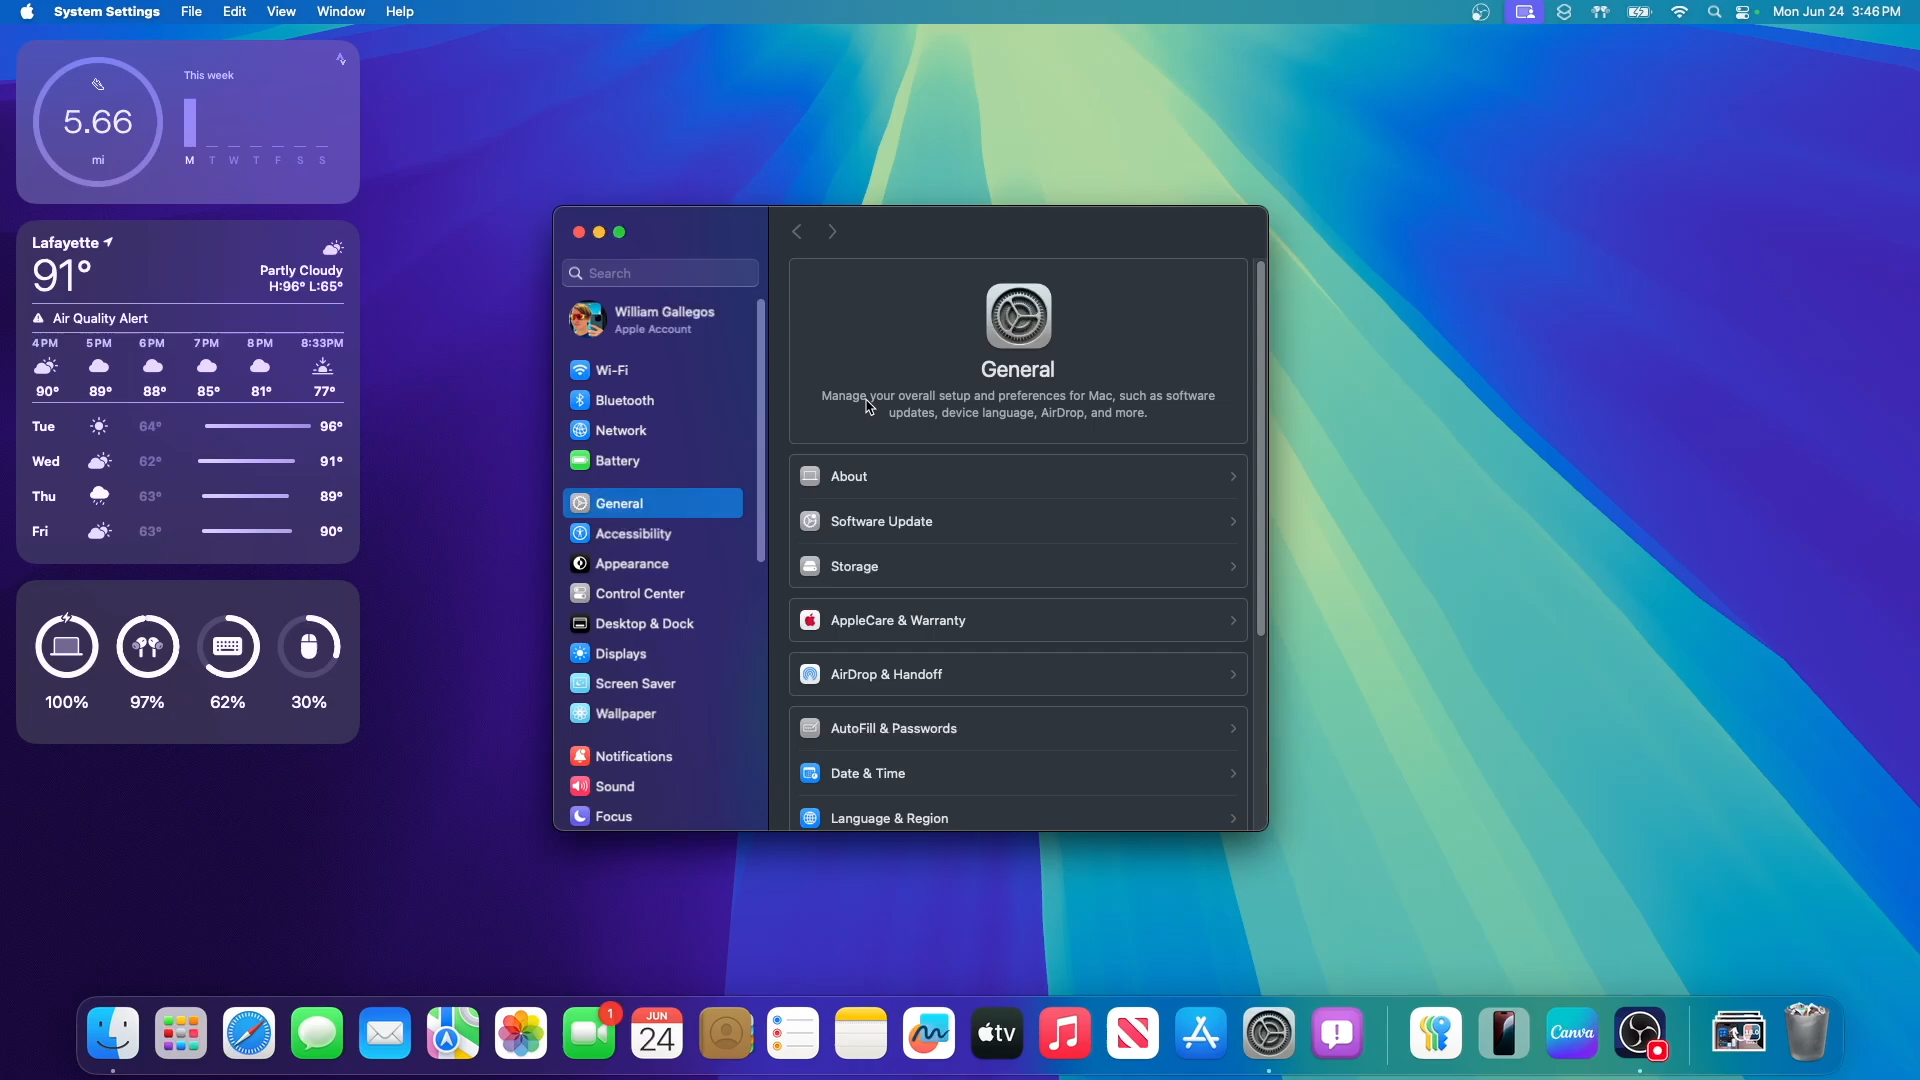 System Settings File Edit View Window Help
Mon Jun 24 3:46 PM
This week
5.66
mi
M T W T F S S
Lafayette
91°
Partly Cloudy
H:96° L:65°
Air Quality Alert
4PM 5PM 6PM 7PM 8PM 8:33PM
90° 89° 88° 85° 81° 77°
Tue 64° 96°
Wed 62° 91°
Thu 63° 89°
Fri 63° 90°
100% 97% 62% 30%
Search
William Gallegos
Apple Account
Wi-Fi
Bluetooth
Network
Battery
General
Accessibility
Appearance
Control Center
Desktop & Dock
Displays
Screen Saver
Wallpaper
Notifications
Sound
Focus
General
Manage your overall setup and preferences for Mac, such as software
updates, device language, AirDrop, and more.
About
Software Update
Storage
AppleCare & Warranty
AirDrop & Handoff
AutoFill & Passwords
Date & Time
Language & Region
1
JUN
24
tv
Canva